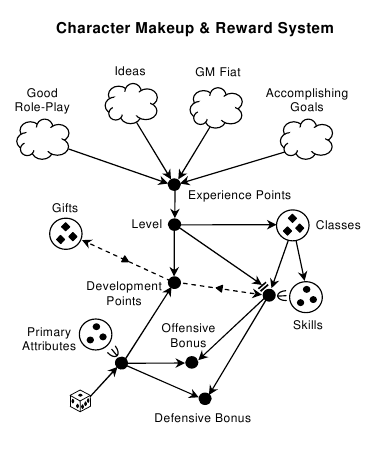 Character Makeup & Reward System
Ideas
GM Fiat
Good
Role-Play
Accomplishing
Goals
Experience Points
Gifts
Level
Classes
Development
Points
Skills
Primary
Attributes
Offensive
Bonus
Defensive Bonus